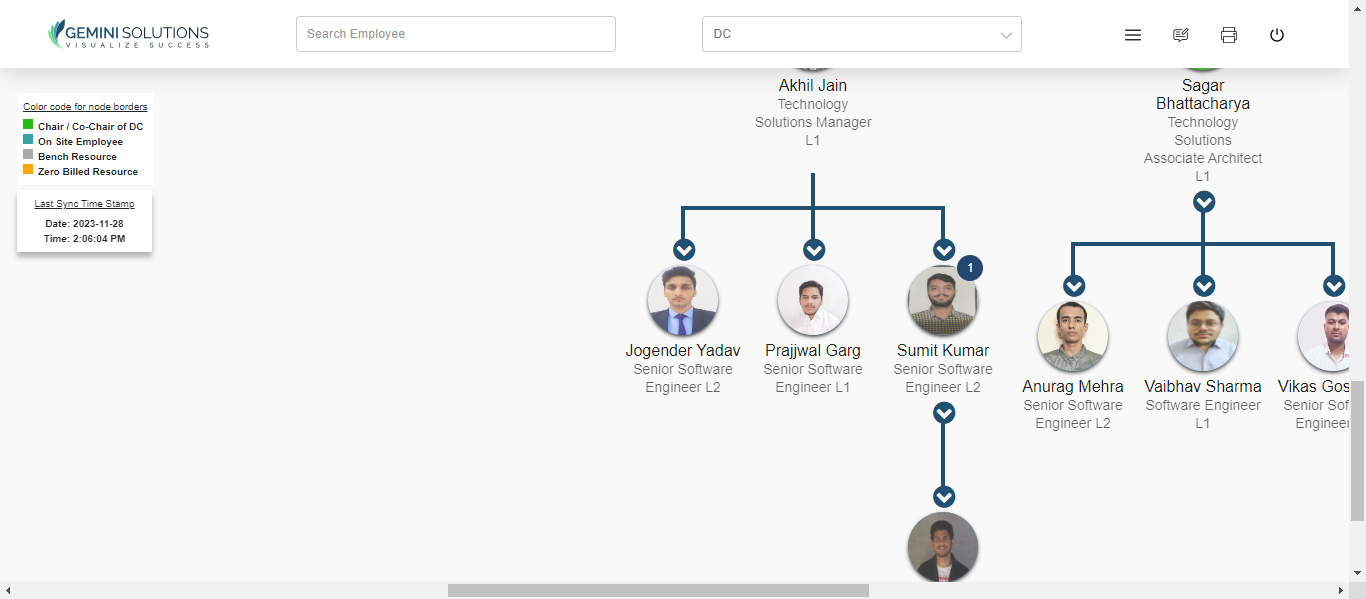 GEMINI SOLUTIONS
VISUALIZE SUCCESS
Search Employee
DC
Color code for node borders
Chair / Co-Chair of DC
On Site Employee
Bench Resource
Zero Billed Resource
Last Sync Time Stamp
Date: 2023-11-28
Time: 2:06:04 PM
Akhil Jain
Technology
Solutions Manager
L1
Sagar
Bhattacharya
Technology
Solutions
Associate Architect
L1
1
Jogender Yadav
Senior Software
Engineer L2
Prajjwal Garg
Senior Software
Engineer L1
Sumit Kumar
Senior Software
Engineer L2
Anurag Mehra
Senior Software
Engineer L2
Vaibhav Sharma
Software Engineer
L1
Vikas Gos
Senior Sof
Engineer